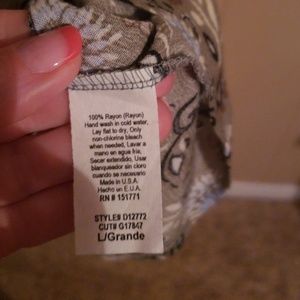 100% Rayon (Rayon)
Hand wash in cold water,
Lay flat to dry, Only
non-chlorine bleach
when needed. Lavar a
mano en agua fria,
Secar extendido, Usar
blanqueador sin cloro
cuando se necesario
Made in U.S.A.
Hecho en E.U.A.
RN # 151771
STYLE# D12772
CUT# G17847
L/Grande